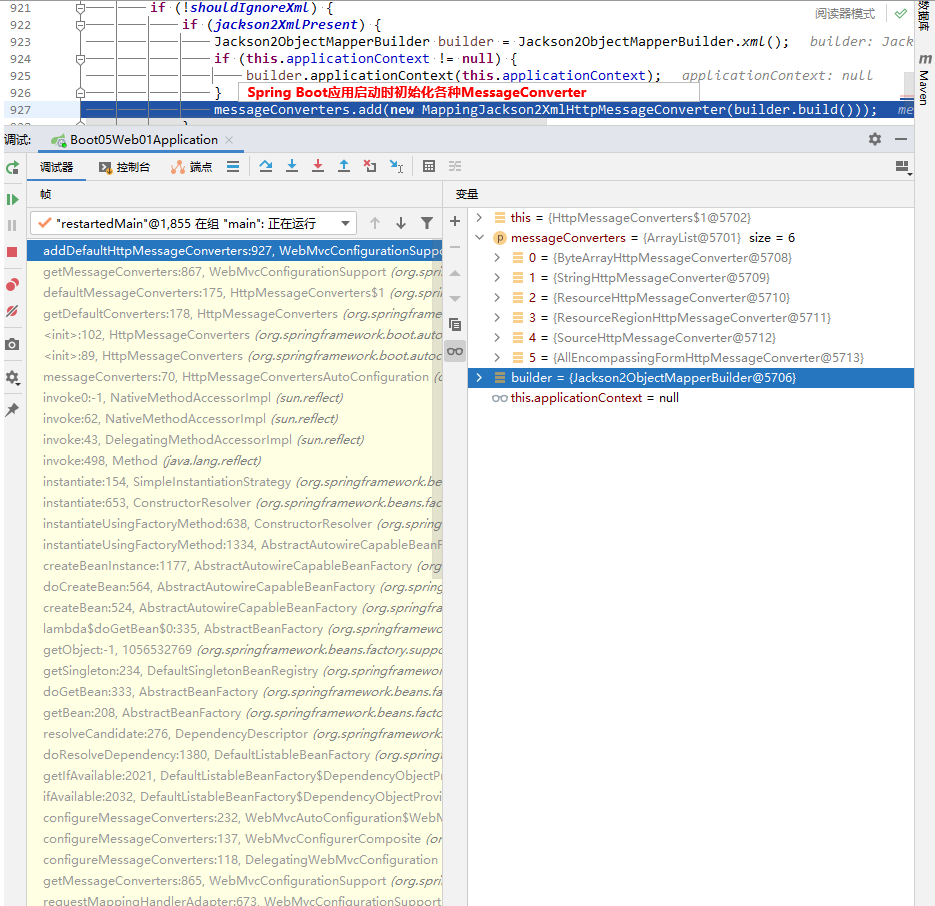 921 if (!shouldIgnoreXml) {
阅读器模式
数据库
922 if (jackson2XmlPresent) {
923 Jackson2ObjectMapperBuilder builder = Jackson2ObjectMapperBuilder.xml(); builder: Jack
924 if (this.applicationContext != null) {
925 builder.applicationContext(this.applicationContext); applicationContext: null
926 } Spring Boot应用启动时初始化各种MessageConverter
927 messageConverters.add(new MappingJackson2XmlHttpMessageConverter(builder.build())); me
m Maven
调试: Boot05Web01Application
调试器 控制台 端点
帧
变量
"restartedMain"@1,855 在组 "main": 正在运行
addDefaultHttpMessageConverters:927, WebMvcConfigurationSuppo
getMessageConverters:867, WebMvcConfigurationSupport (org.spri
defaultMessageConverters:175, HttpMessageConverters$1 (org.spri
getDefaultConverters:178, HttpMessageConverters (org.springframe
<init>:102, HttpMessageConverters (org.springframework.boot.auto
<init>:89, HttpMessageConverters (org.springframework.boot.autoc
messageConverters:70, HttpMessageConvertersAutoConfiguration (o
invoke0:-1, NativeMethodAccessorImpl (sun.reflect)
invoke:62, NativeMethodAccessorImpl (sun.reflect)
invoke:43, DelegatingMethodAccessorImpl (sun.reflect)
invoke:498, Method (java.lang.reflect)
instantiate:154, SimpleInstantiationStrategy (org.springframework.be
instantiate:653, ConstructorResolver (org.springframework.beans.fac
instantiateUsingFactoryMethod:638, ConstructorResolver (org.spring
instantiateUsingFactoryMethod:1334, AbstractAutowireCapableBeanF
createBeanInstance:1177, AbstractAutowireCapableBeanFactory (org
doCreateBean:564, AbstractAutowireCapableBeanFactory (org.spring
createBean:524, AbstractAutowireCapableBeanFactory (org.springfra
lambda$doGetBean$0:335, AbstractBeanFactory (org.springframewo
getObject:-1, 1056532769 (org.springframework.beans.factory.suppo
getSingleton:234, DefaultSingletonBeanRegistry (org.springframewor
doGetBean:333, AbstractBeanFactory (org.springframework.beans.fa
getBean:208, AbstractBeanFactory (org.springframework.beans.facto
resolveCandidate:276, DependencyDescriptor (org.springframework.
doResolveDependency:1380, DefaultListableBeanFactory (org.springf
getIfAvailable:2021, DefaultListableBeanFactory$DependencyObjectPr
ifAvailable:2032, DefaultListableBeanFactory$DependencyObjectProvi
configureMessageConverters:232, WebMvcAutoConfiguration$WebM
configureMessageConverters:137, WebMvcConfigurerComposite (or
configureMessageConverters:118, DelegatingWebMvcConfiguration
getMessageConverters:865, WebMvcConfigurationSupport (org.spri
requestMappingHandlerAdapter:673, WebMvcConfigurationSupport
this = {HttpMessageConverters$1@5702}
messageConverters = {ArrayList@5701} size = 6
0 = {ByteArrayHttpMessageConverter@5708}
1 = {StringHttpMessageConverter@5709}
2 = {ResourceHttpMessageConverter@5710}
3 = {ResourceRegionHttpMessageConverter@5711}
4 = {SourceHttpMessageConverter@5712}
5 = {AllEncompassingFormHttpMessageConverter@5713}
builder = {Jackson2ObjectMapperBuilder@5706}
this.applicationContext = null